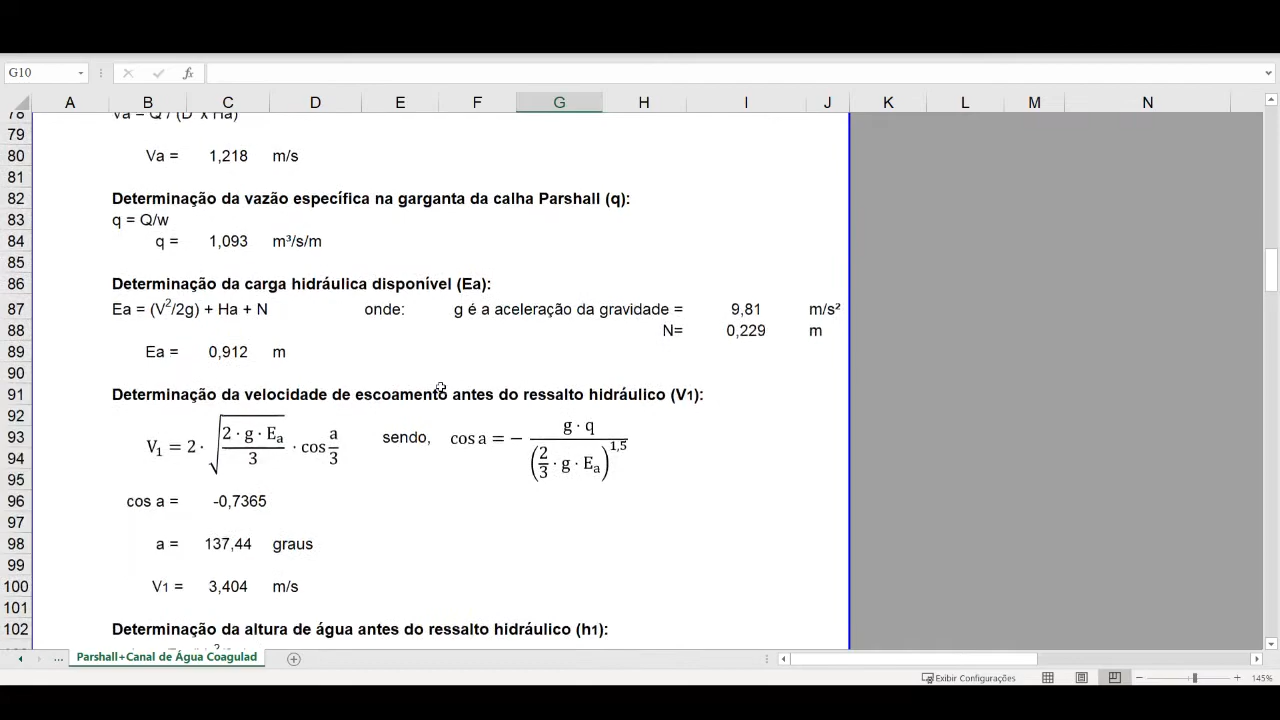 G10
fx
A B C D E F G H I J K L M N
78 Va = Q / (D' x Ha)
79
80 Va = 1,218 m/s
81
82 Determinação da vazão específica na garganta da calha Parshall (q):
83 q = Q/w
84 q = 1,093 m³/s/m
85
86 Determinação da carga hidráulica disponível (Ea):
87 Ea = (V²/2g) + Ha + N onde: g é a aceleração da gravidade = 9,81 m/s²
88 N= 0,229 m
89 Ea = 0,912 m
90
91 Determinação da velocidade de escoamento antes do ressalto hidráulico (V1):
92
93 V₁ = 2 · √(2 · g · Eₐ / 3) · cos a/3 sendo, cos a = − g · q / (2/3 · g · Eₐ)^1,5
94
95
96 cos a = -0,7365
97
98 a = 137,44 graus
99
100 V1 = 3,404 m/s
101
102 Determinação da altura de água antes do ressalto hidráulico (h1):
... Parshall+Canal de Água Coagulad
Exibir Configurações 145%